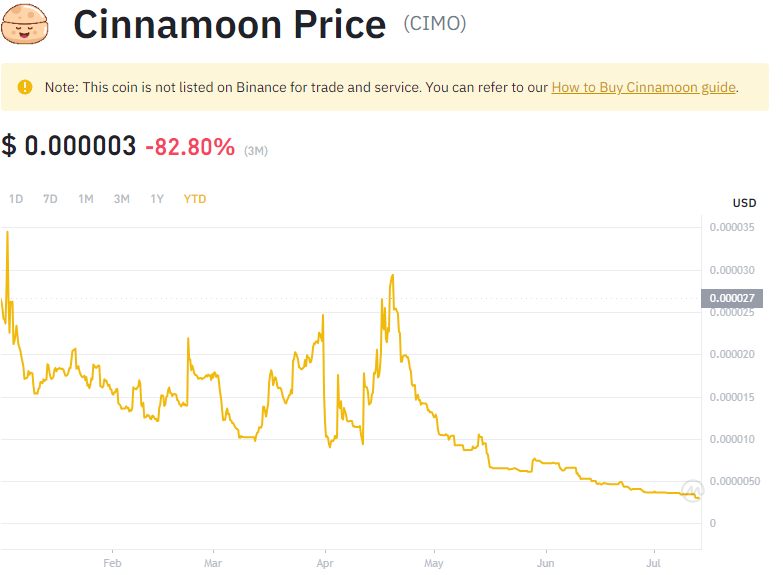 Cinnamoon Price (CIMO)
Note: This coin is not listed on Binance for trade and service. You can refer to our How to Buy Cinnamoon guide.
$ 0.000003 -82.80% (3M)
1D 7D 1M 3M 1Y YTD
USD
0.000035
0.000030
0.000027
0.000025
0.000020
0.000015
0.000010
0.0000050
0
Feb Mar Apr May Jun Jul